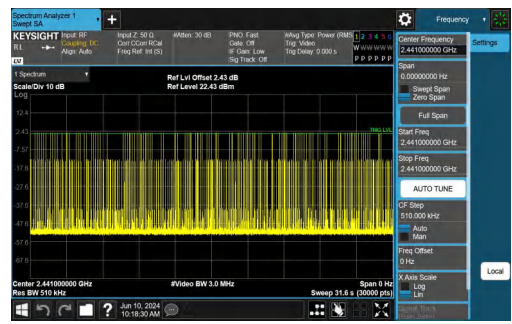 Spectrum Analyzer 1
Swept SA
Frequency
KEYSIGHT
Input: RF
Input Z: 50 Ω
#Atten: 30 dB
PNO: Fast
#Avg Type: Power (RMS
1 2 3 4 5 6
RL
Coupling: DC
Corr CCorr RCal
Gate: Off
Trig: Video
W W W W W W
Align: Auto
Freq Ref: Int (S)
IF Gain: Low
Trig Delay: 0.000 s
P P P P P P
Sig Track: Off
LV
1 Spectrum
Scale/Div 10 dB
Ref Lvl Offset 2.43 dB
Ref Level 22.43 dBm
Log
12.4
2.43
TRIG LVL
-7.57
-17.6
-27.6
-37.6
-47.6
-57.6
-67.6
Center 2.441000000 GHz
#Video BW 3.0 MHz
Span 0 Hz
Res BW 510 kHz
Sweep 31.6 s (30000 pts)
Jun 10, 2024
10:18:30 AM
Center Frequency
2.441000000 GHz
Settings
Span
0.00000000 Hz
Swept Span
Zero Span
Full Span
Start Freq
2.441000000 GHz
Stop Freq
2.441000000 GHz
AUTO TUNE
CF Step
510.000 kHz
Auto
Man
Freq Offset
0 Hz
X Axis Scale
Log
Lin
Local